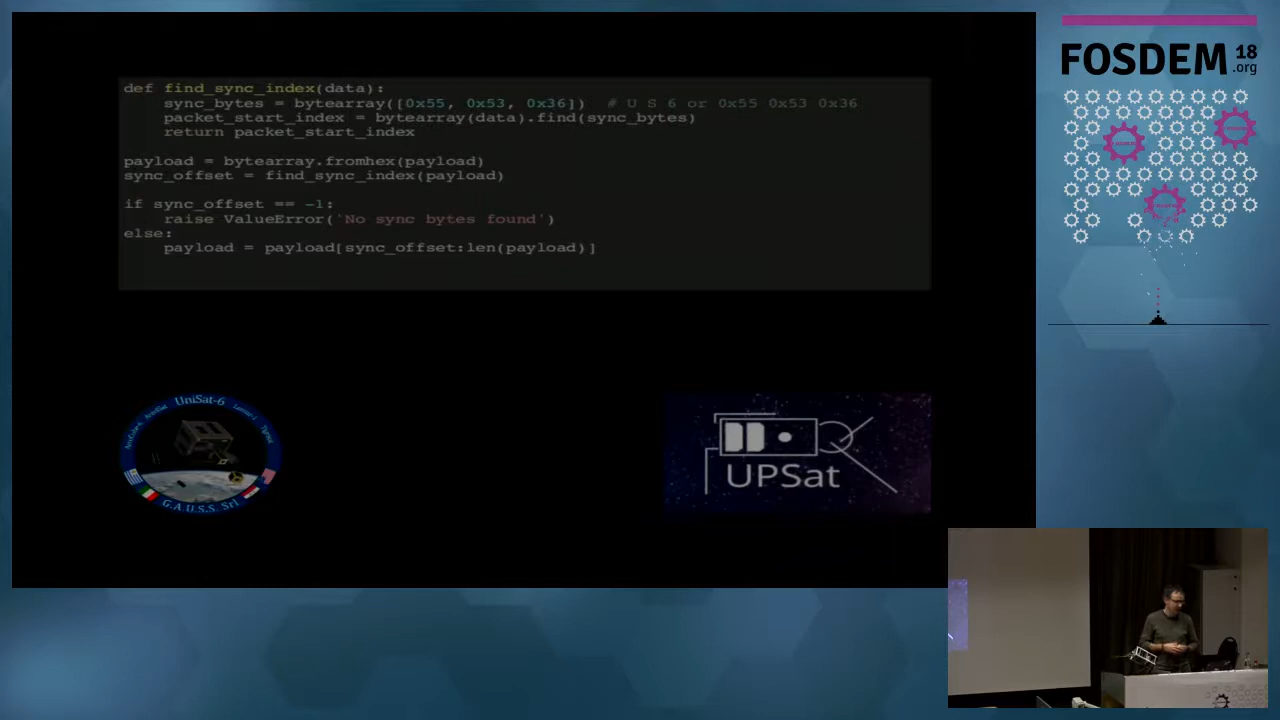 def find_sync_index(data):
sync_bytes = bytearray([0x55, 0x53, 0x36]) # U S 6 or 0x55 0x53 0x36
packet_start_index = bytearray(data).find(sync_bytes)
return packet_start_index
payload = bytearray.fromhex(payload)
sync_offset = find_sync_index(payload)
if sync_offset == -1:
raise ValueError('No sync bytes found')
else:
payload = payload[sync_offset:len(payload)]
UniSat-6
G.A.U.S.S. Srl
UPSat
FOSDEM 18
.org